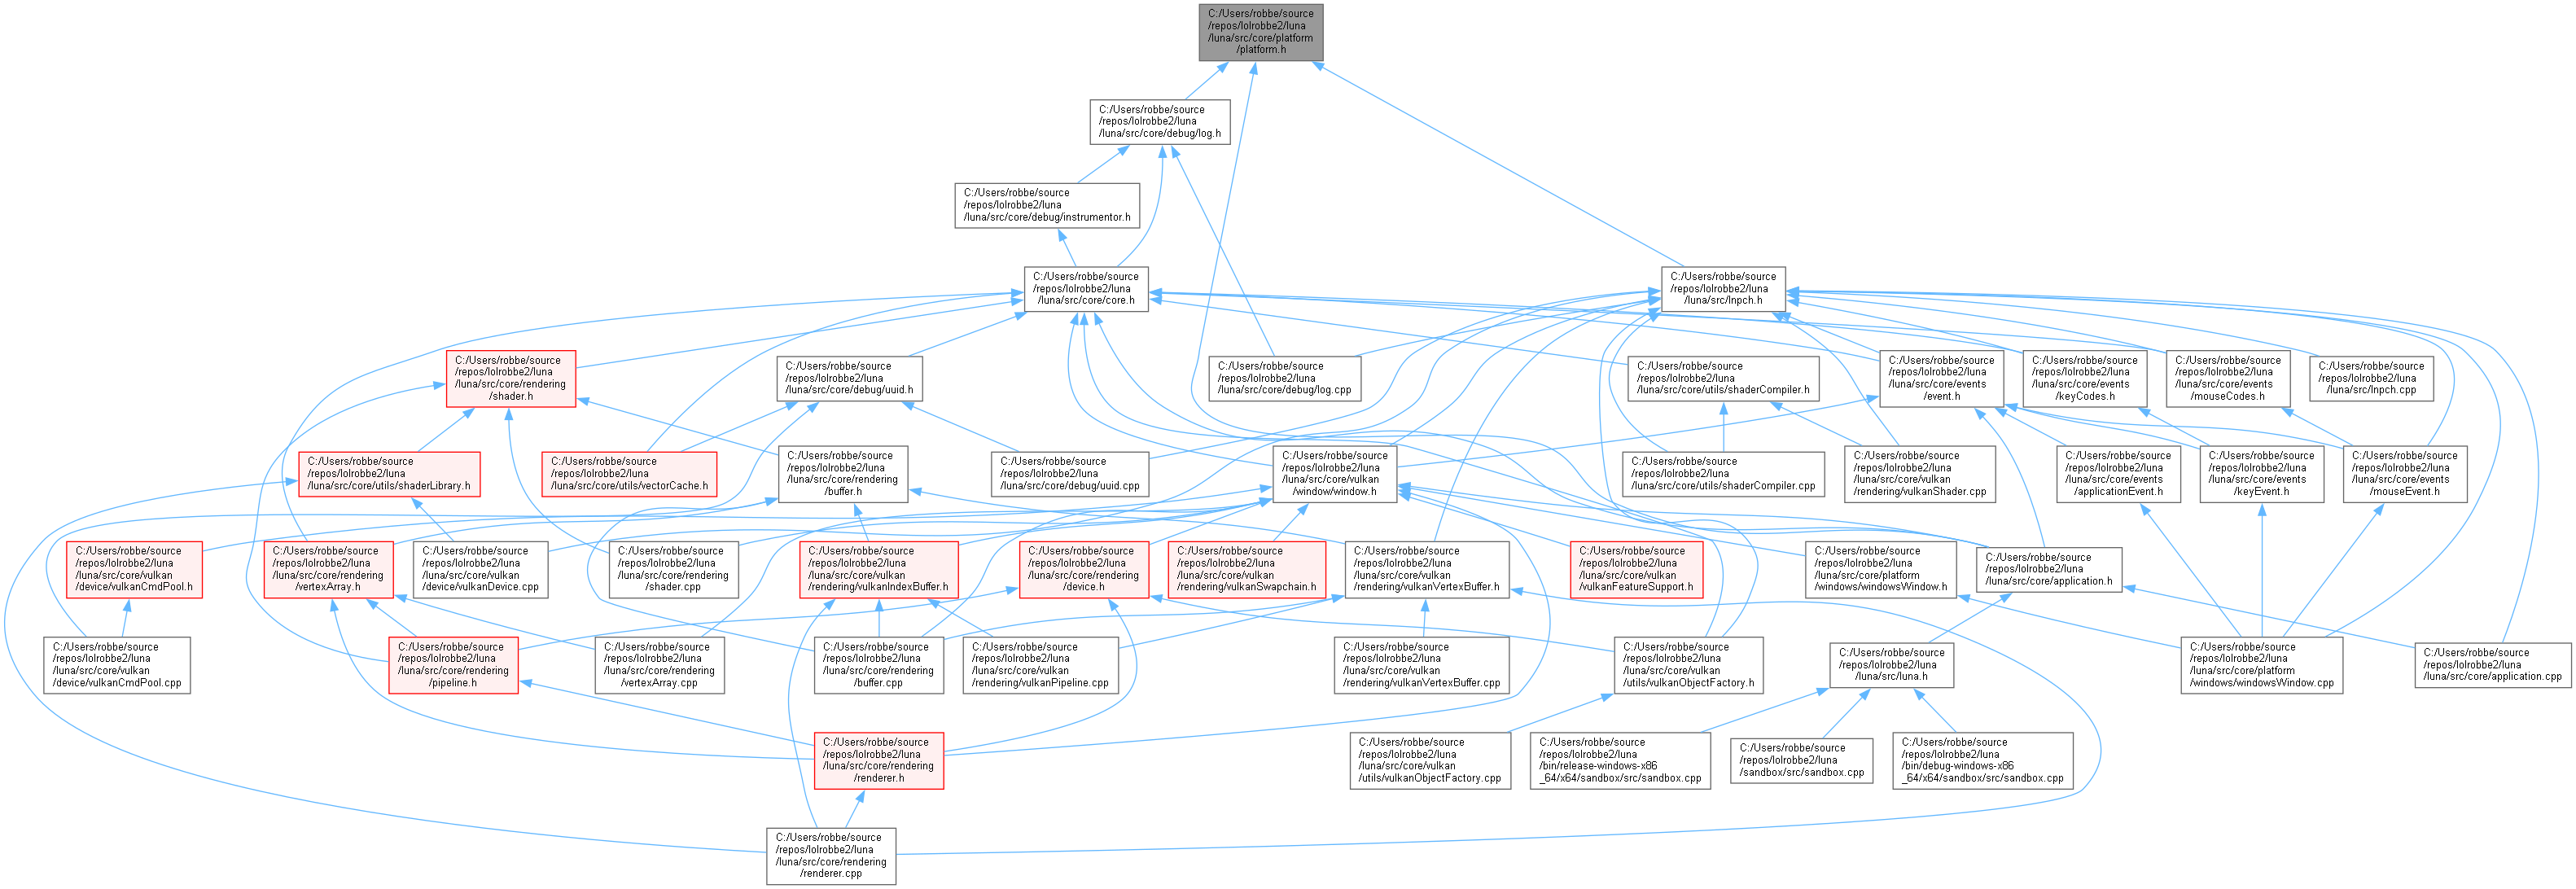 C:/Users/robbe/source
/repos/lolrobbe2/luna
/luna/src/core/platform
/platform.h
C:/Users/robbe/source
/repos/lolrobbe2/luna
/luna/src/core/debug/log.h
C:/Users/robbe/source
/repos/lolrobbe2/luna
/luna/src/core/debug/instrumentor.h
C:/Users/robbe/source
/repos/lolrobbe2/luna
/luna/src/core/core.h
C:/Users/robbe/source
/repos/lolrobbe2/luna
/luna/src/lnpch.h
C:/Users/robbe/source
/repos/lolrobbe2/luna
/luna/src/core/rendering
/shader.h
C:/Users/robbe/source
/repos/lolrobbe2/luna
/luna/src/core/debug/uuid.h
C:/Users/robbe/source
/repos/lolrobbe2/luna
/luna/src/core/debug/log.cpp
C:/Users/robbe/source
/repos/lolrobbe2/luna
/luna/src/core/utils/shaderCompiler.h
C:/Users/robbe/source
/repos/lolrobbe2/luna
/luna/src/core/events
/event.h
C:/Users/robbe/source
/repos/lolrobbe2/luna
/luna/src/core/events
/keyCodes.h
C:/Users/robbe/source
/repos/lolrobbe2/luna
/luna/src/core/events
/mouseCodes.h
C:/Users/robbe/source
/repos/lolrobbe2/luna
/luna/src/lnpch.cpp
C:/Users/robbe/source
/repos/lolrobbe2/luna
/luna/src/core/utils/shaderLibrary.h
C:/Users/robbe/source
/repos/lolrobbe2/luna
/luna/src/core/utils/vectorCache.h
C:/Users/robbe/source
/repos/lolrobbe2/luna
/luna/src/core/rendering
/buffer.h
C:/Users/robbe/source
/repos/lolrobbe2/luna
/luna/src/core/debug/uuid.cpp
C:/Users/robbe/source
/repos/lolrobbe2/luna
/luna/src/core/vulkan
/window/window.h
C:/Users/robbe/source
/repos/lolrobbe2/luna
/luna/src/core/utils/shaderCompiler.cpp
C:/Users/robbe/source
/repos/lolrobbe2/luna
/luna/src/core/vulkan
/rendering/vulkanShader.cpp
C:/Users/robbe/source
/repos/lolrobbe2/luna
/luna/src/core/events
/applicationEvent.h
C:/Users/robbe/source
/repos/lolrobbe2/luna
/luna/src/core/events
/keyEvent.h
C:/Users/robbe/source
/repos/lolrobbe2/luna
/luna/src/core/events
/mouseEvent.h
C:/Users/robbe/source
/repos/lolrobbe2/luna
/luna/src/core/vulkan
/device/vulkanCmdPool.h
C:/Users/robbe/source
/repos/lolrobbe2/luna
/luna/src/core/rendering
/vertexArray.h
C:/Users/robbe/source
/repos/lolrobbe2/luna
/luna/src/core/vulkan
/device/vulkanDevice.cpp
C:/Users/robbe/source
/repos/lolrobbe2/luna
/luna/src/core/rendering
/shader.cpp
C:/Users/robbe/source
/repos/lolrobbe2/luna
/luna/src/core/vulkan
/rendering/vulkanIndexBuffer.h
C:/Users/robbe/source
/repos/lolrobbe2/luna
/luna/src/core/rendering
/device.h
C:/Users/robbe/source
/repos/lolrobbe2/luna
/luna/src/core/vulkan
/rendering/vulkanSwapchain.h
C:/Users/robbe/source
/repos/lolrobbe2/luna
/luna/src/core/vulkan
/rendering/vulkanVertexBuffer.h
C:/Users/robbe/source
/repos/lolrobbe2/luna
/luna/src/core/vulkan
/vulkanFeatureSupport.h
C:/Users/robbe/source
/repos/lolrobbe2/luna
/luna/src/core/platform
/windows/windowsWindow.h
C:/Users/robbe/source
/repos/lolrobbe2/luna
/luna/src/core/application.h
C:/Users/robbe/source
/repos/lolrobbe2/luna
/luna/src/core/vulkan
/device/vulkanCmdPool.cpp
C:/Users/robbe/source
/repos/lolrobbe2/luna
/luna/src/core/rendering
/pipeline.h
C:/Users/robbe/source
/repos/lolrobbe2/luna
/luna/src/core/rendering
/vertexArray.cpp
C:/Users/robbe/source
/repos/lolrobbe2/luna
/luna/src/core/rendering
/buffer.cpp
C:/Users/robbe/source
/repos/lolrobbe2/luna
/luna/src/core/vulkan
/rendering/vulkanPipeline.cpp
C:/Users/robbe/source
/repos/lolrobbe2/luna
/luna/src/core/vulkan
/rendering/vulkanVertexBuffer.cpp
C:/Users/robbe/source
/repos/lolrobbe2/luna
/luna/src/core/vulkan
/utils/vulkanObjectFactory.h
C:/Users/robbe/source
/repos/lolrobbe2/luna
/luna/src/luna.h
C:/Users/robbe/source
/repos/lolrobbe2/luna
/luna/src/core/platform
/windows/windowsWindow.cpp
C:/Users/robbe/source
/repos/lolrobbe2/luna
/luna/src/core/application.cpp
C:/Users/robbe/source
/repos/lolrobbe2/luna
/luna/src/core/rendering
/renderer.h
C:/Users/robbe/source
/repos/lolrobbe2/luna
/luna/src/core/vulkan
/utils/vulkanObjectFactory.cpp
C:/Users/robbe/source
/repos/lolrobbe2/luna
/bin/release-windows-x86
_64/x64/sandbox/src/sandbox.cpp
C:/Users/robbe/source
/repos/lolrobbe2/luna
/sandbox/src/sandbox.cpp
C:/Users/robbe/source
/repos/lolrobbe2/luna
/bin/debug-windows-x86
_64/x64/sandbox/src/sandbox.cpp
C:/Users/robbe/source
/repos/lolrobbe2/luna
/luna/src/core/rendering
/renderer.cpp